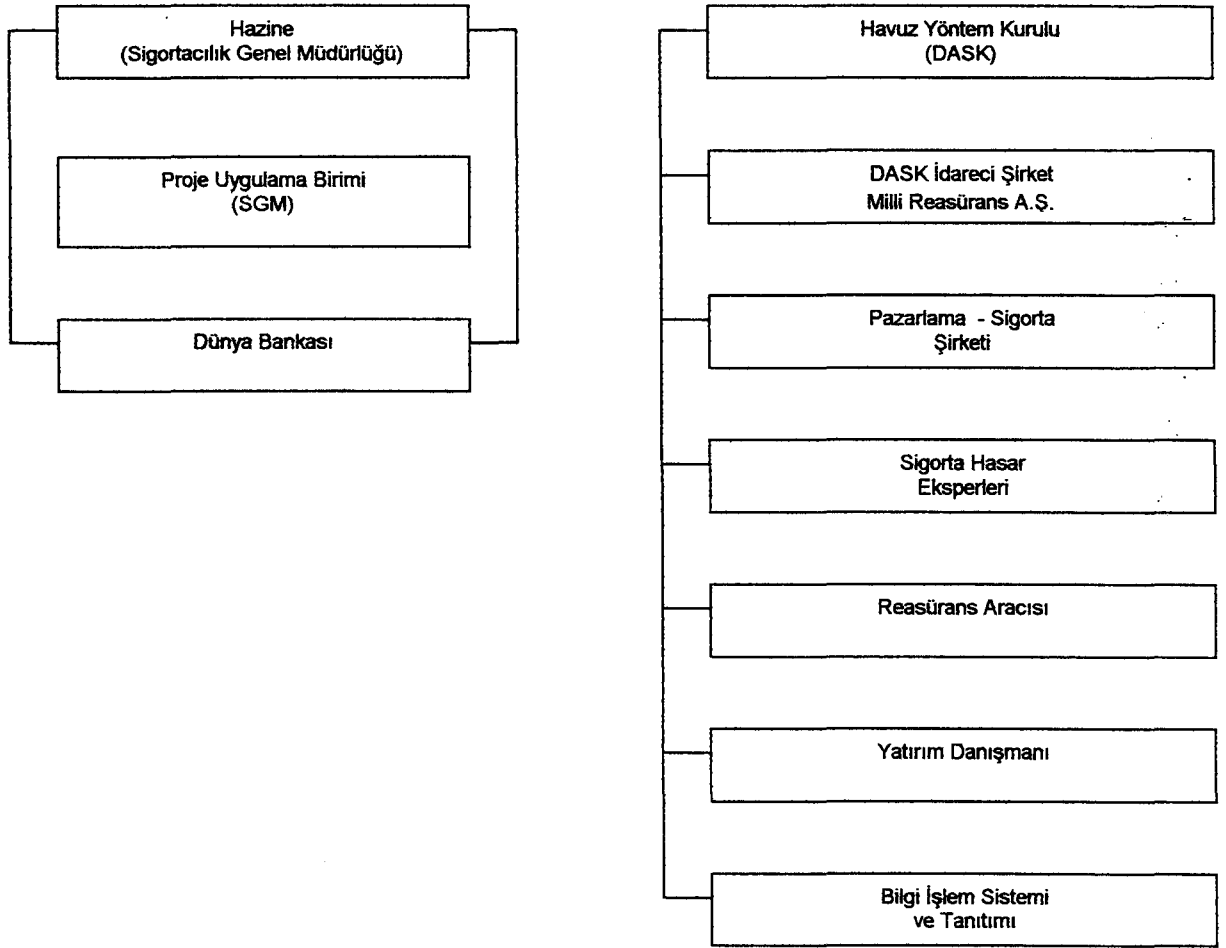 Hazine
(Sigortacılık Genel Müdürlüğü)
Proje Uygulama Birimi
(SGM)
Dünya Bankası
Havuz Yöntem Kurulu
(DASK)
DASK İdareci Şirket
Milli Reasürans A.Ş.
Pazarlama - Sigorta
Şirketi
Sigorta Hasar
Eksperleri
Reasürans Aracısı
Yatırım Danışmanı
Bilgi İşlem Sistemi
ve Tanıtımı